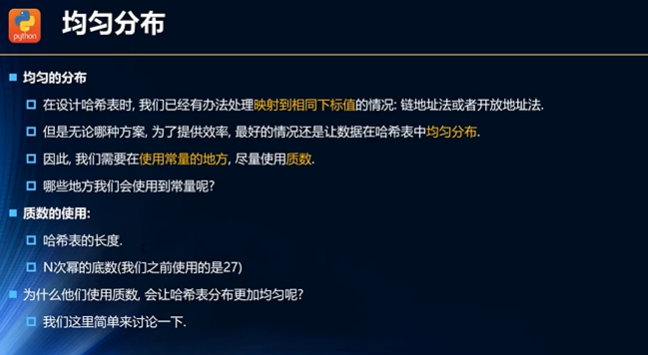 python
均匀分布
均匀的分布
在设计哈希表时, 我们已经有办法处理映射到相同下标值的情况: 链地址法或者开放地址法.
但是无论哪种方案, 为了提供效率, 最好的情况还是让数据在哈希表中均匀分布.
因此, 我们需要在使用常量的地方, 尽量使用质数.
哪些地方我们会使用到常量呢?
质数的使用:
哈希表的长度.
N次幂的底数(我们之前使用的是27)
为什么他们使用质数, 会让哈希表分布更加均匀呢?
我们这里简单来讨论一下.